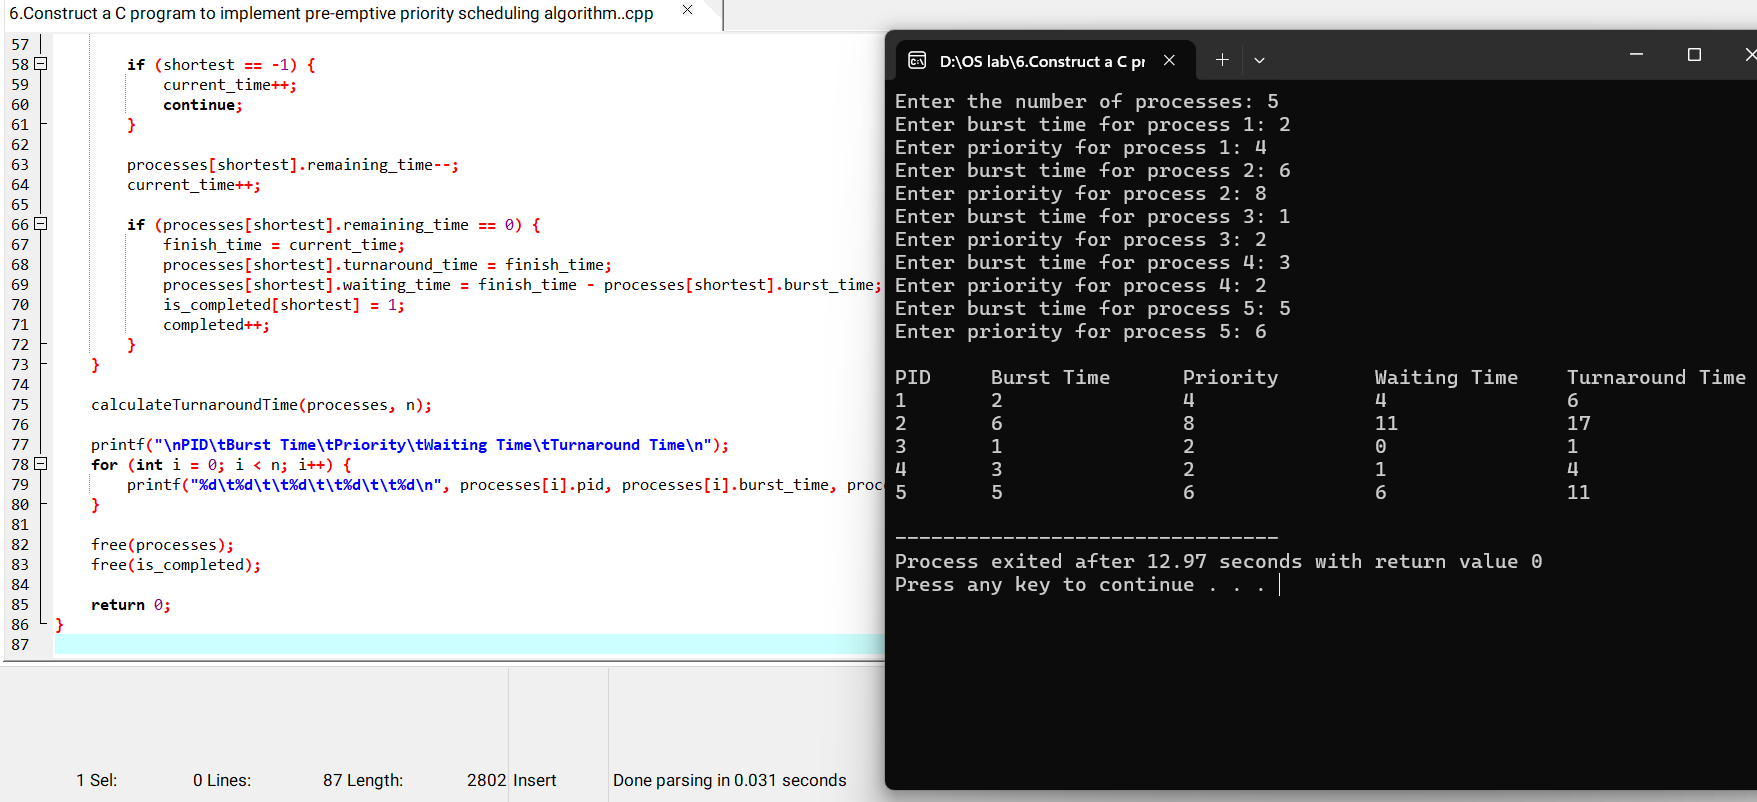 6.Construct a C program to implement pre-emptive priority scheduling algorithm..cpp
57
58 if (shortest == -1) {
59 current_time++;
60 continue;
61 }
62
63 processes[shortest].remaining_time--;
64 current_time++;
65
66 if (processes[shortest].remaining_time == 0) {
67 finish_time = current_time;
68 processes[shortest].turnaround_time = finish_time;
69 processes[shortest].waiting_time = finish_time - processes[shortest].burst_time;
70 is_completed[shortest] = 1;
71 completed++;
72 }
73 }
74
75 calculateTurnaroundTime(processes, n);
76
77 printf("\nPID\tBurst Time\tPriority\tWaiting Time\tTurnaround Time\n");
78 for (int i = 0; i < n; i++) {
79 printf("%d\t%d\t\t%d\t\t%d\t\t%d\n", processes[i].pid, processes[i].burst_time, proc
80 }
81
82 free(processes);
83 free(is_completed);
84
85 return 0;
86 }
87
1 Sel: 0 Lines: 87 Length: 2802 Insert Done parsing in 0.031 seconds
D:\OS lab\6.Construct a C pr
Enter the number of processes: 5
Enter burst time for process 1: 2
Enter priority for process 1: 4
Enter burst time for process 2: 6
Enter priority for process 2: 8
Enter burst time for process 3: 1
Enter priority for process 3: 2
Enter burst time for process 4: 3
Enter priority for process 4: 2
Enter burst time for process 5: 5
Enter priority for process 5: 6
PID Burst Time Priority Waiting Time Turnaround Time
1 2 4 4 6
2 6 8 11 17
3 1 2 0 1
4 3 2 1 4
5 5 6 6 11
--------------------------------
Process exited after 12.97 seconds with return value 0
Press any key to continue . . .